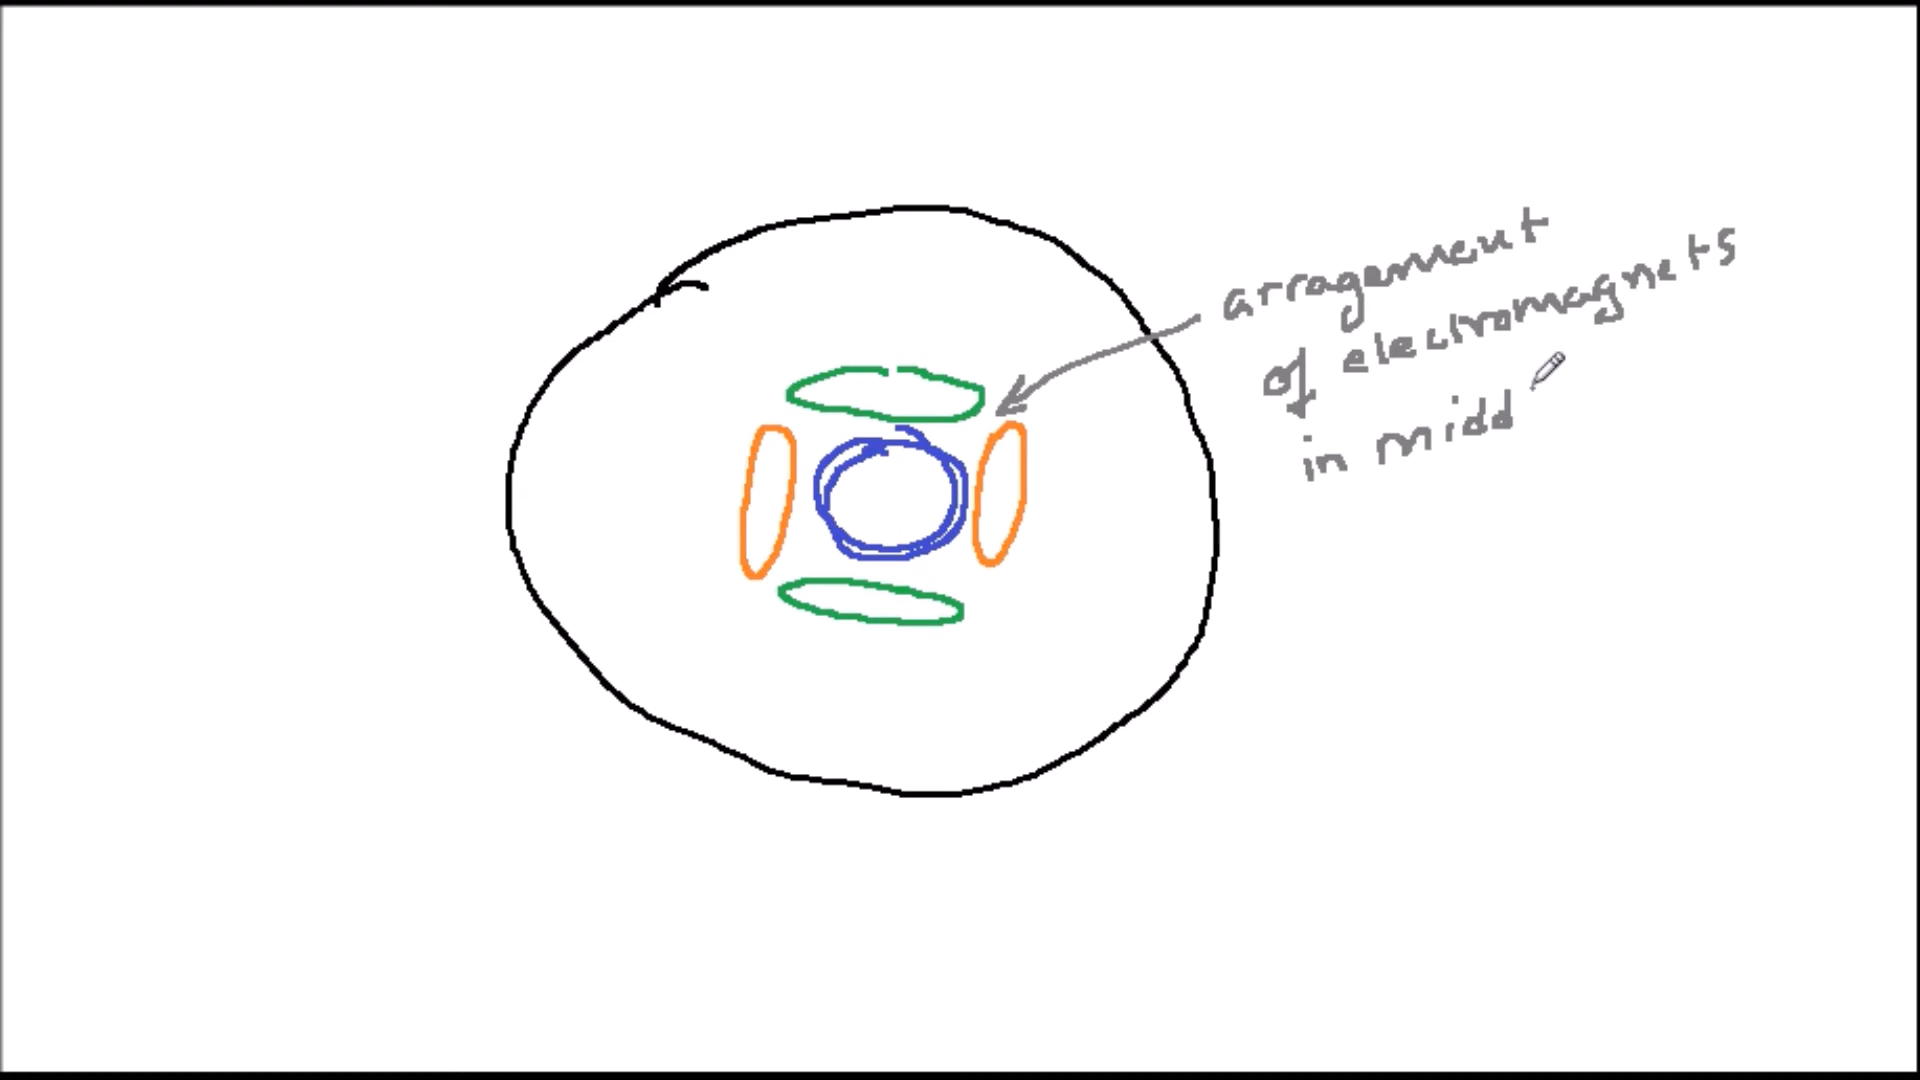 arragement
of electromagnets
in midd